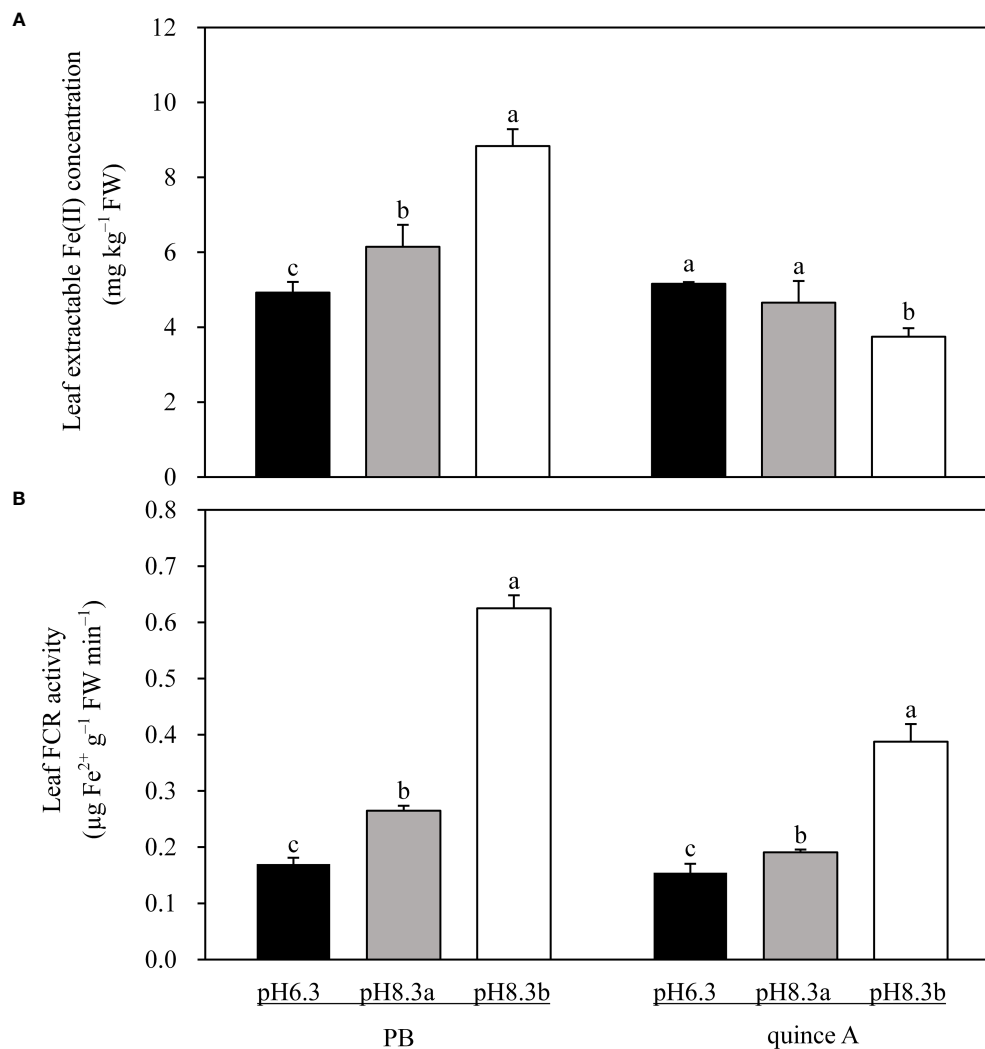 A
Leaf extractable Fe(II) concentration
(mg kg⁻¹ FW)
12
10
8
6
4
2
0
c
b
a
a
a
b
B
Leaf FCR activity
(µg Fe²⁺ g⁻¹ FW min⁻¹)
0.8
0.7
0.6
0.5
0.4
0.3
0.2
0.1
0.0
c
b
a
c
b
a
pH6.3 pH8.3a pH8.3b pH6.3 pH8.3a pH8.3b
PB quince A